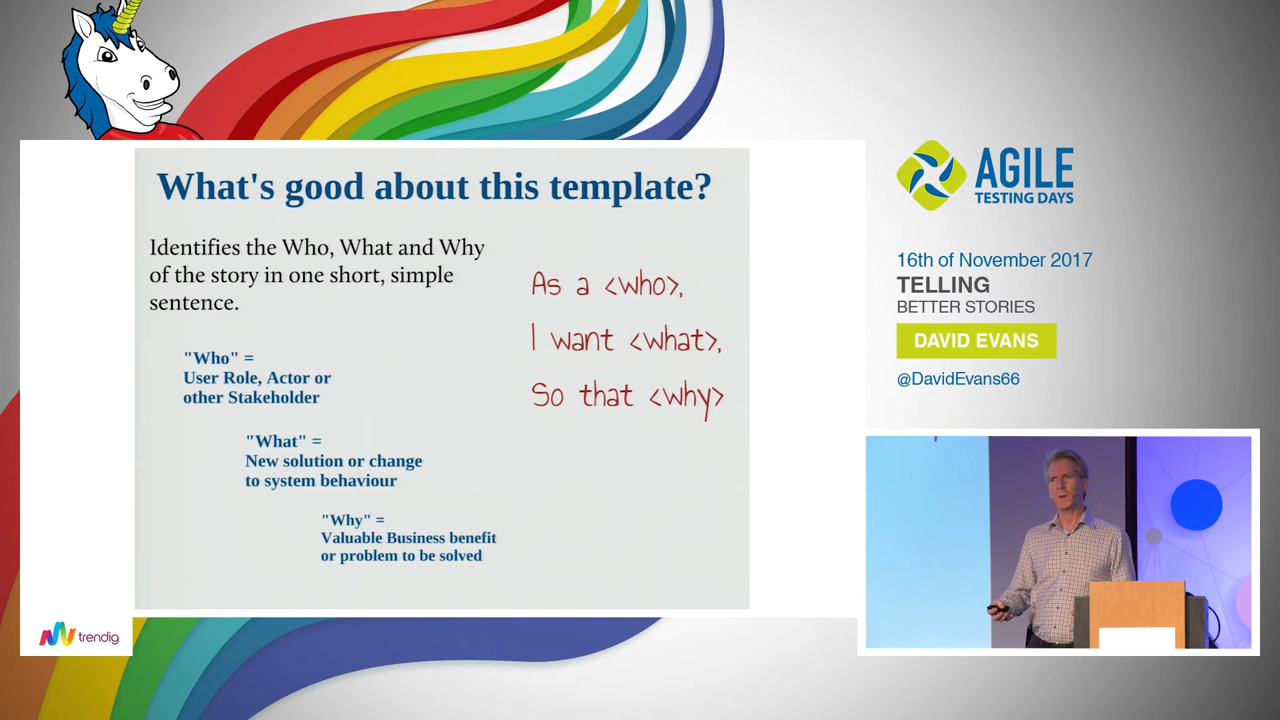 What's good about this template?
Identifies the Who, What and Why
of the story in one short, simple
sentence.
As a <who>,
I want <what>,
So that <why>
"Who" =
User Role, Actor or
other Stakeholder
"What" =
New solution or change
to system behaviour
"Why" =
Valuable Business benefit
or problem to be solved
trendig
AGILE
TESTING DAYS
16th of November 2017
TELLING
BETTER STORIES
DAVID EVANS
@DavidEvans66